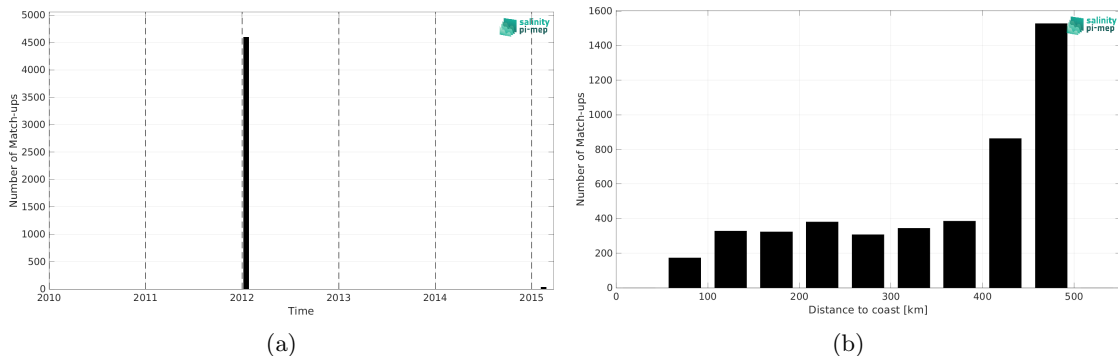 salinity
pi-mep
5000
4500
4000
3500
3000
2500
2000
1500
1000
500
0
Number of Match-ups
2010 2011 2012 2013 2014 2015
Time
(a)
salinity
pi-mep
1600
1400
1200
1000
800
600
400
200
0
Number of Match-ups
0 100 200 300 400 500
Distance to coast [km]
(b)